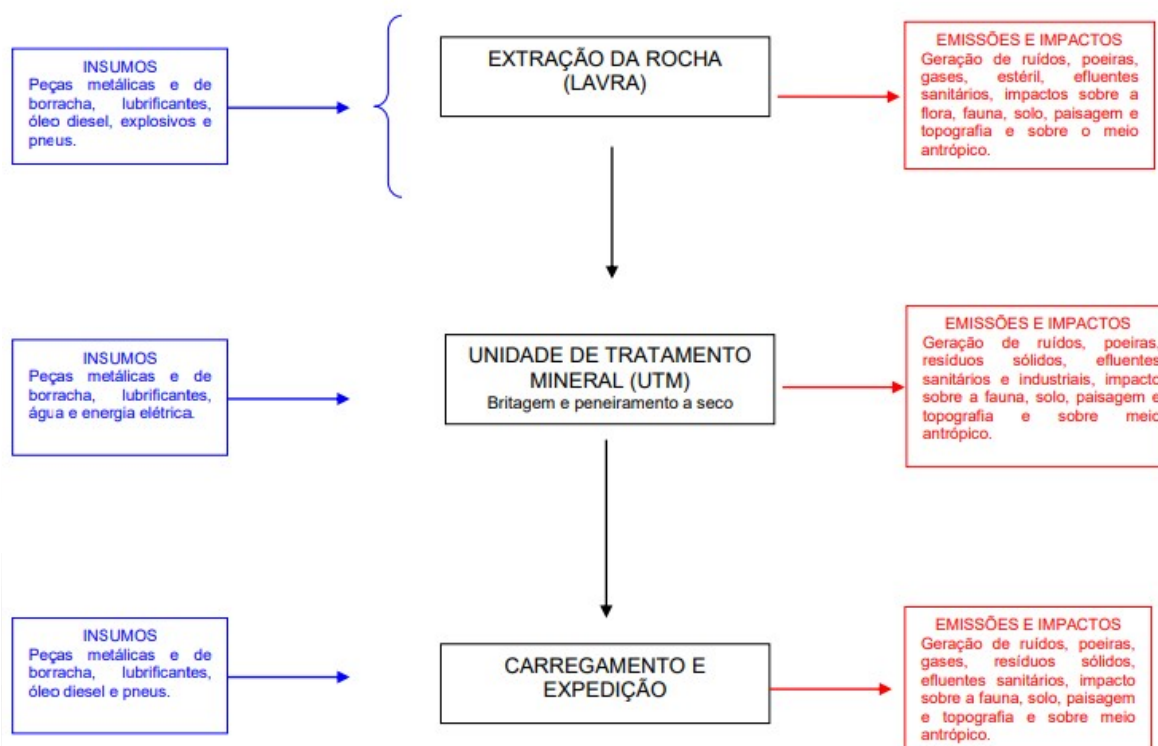 INSUMOS
Peças metálicas e de
borracha, lubrificantes,
óleo diesel, explosivos e
pneus.
EXTRAÇÃO DA ROCHA
(LAVRA)
EMISSÕES E IMPACTOS
Geração de ruídos, poeiras,
gases, estéril, efluentes
sanitários, impactos sobre a
flora, fauna, solo, paisagem e
topografia e sobre o meio
antrópico.
INSUMOS
Peças metálicas e de
borracha, lubrificantes,
água e energia elétrica.
UNIDADE DE TRATAMENTO
MINERAL (UTM)
Britagem e peneiramento a seco
EMISSÕES E IMPACTOS
Geração de ruídos, poeiras,
resíduos sólidos, efluentes
sanitários e industriais, impacto
sobre a fauna, solo, paisagem e
topografia e sobre meio
antrópico.
INSUMOS
Peças metálicas e de
borracha, lubrificantes,
óleo diesel e pneus.
CARREGAMENTO E
EXPEDIÇÃO
EMISSÕES E IMPACTOS
Geração de ruídos, poeiras,
gases, resíduos sólidos,
efluentes sanitários, impacto
sobre a fauna, solo, paisagem
e topografia e sobre meio
antrópico.